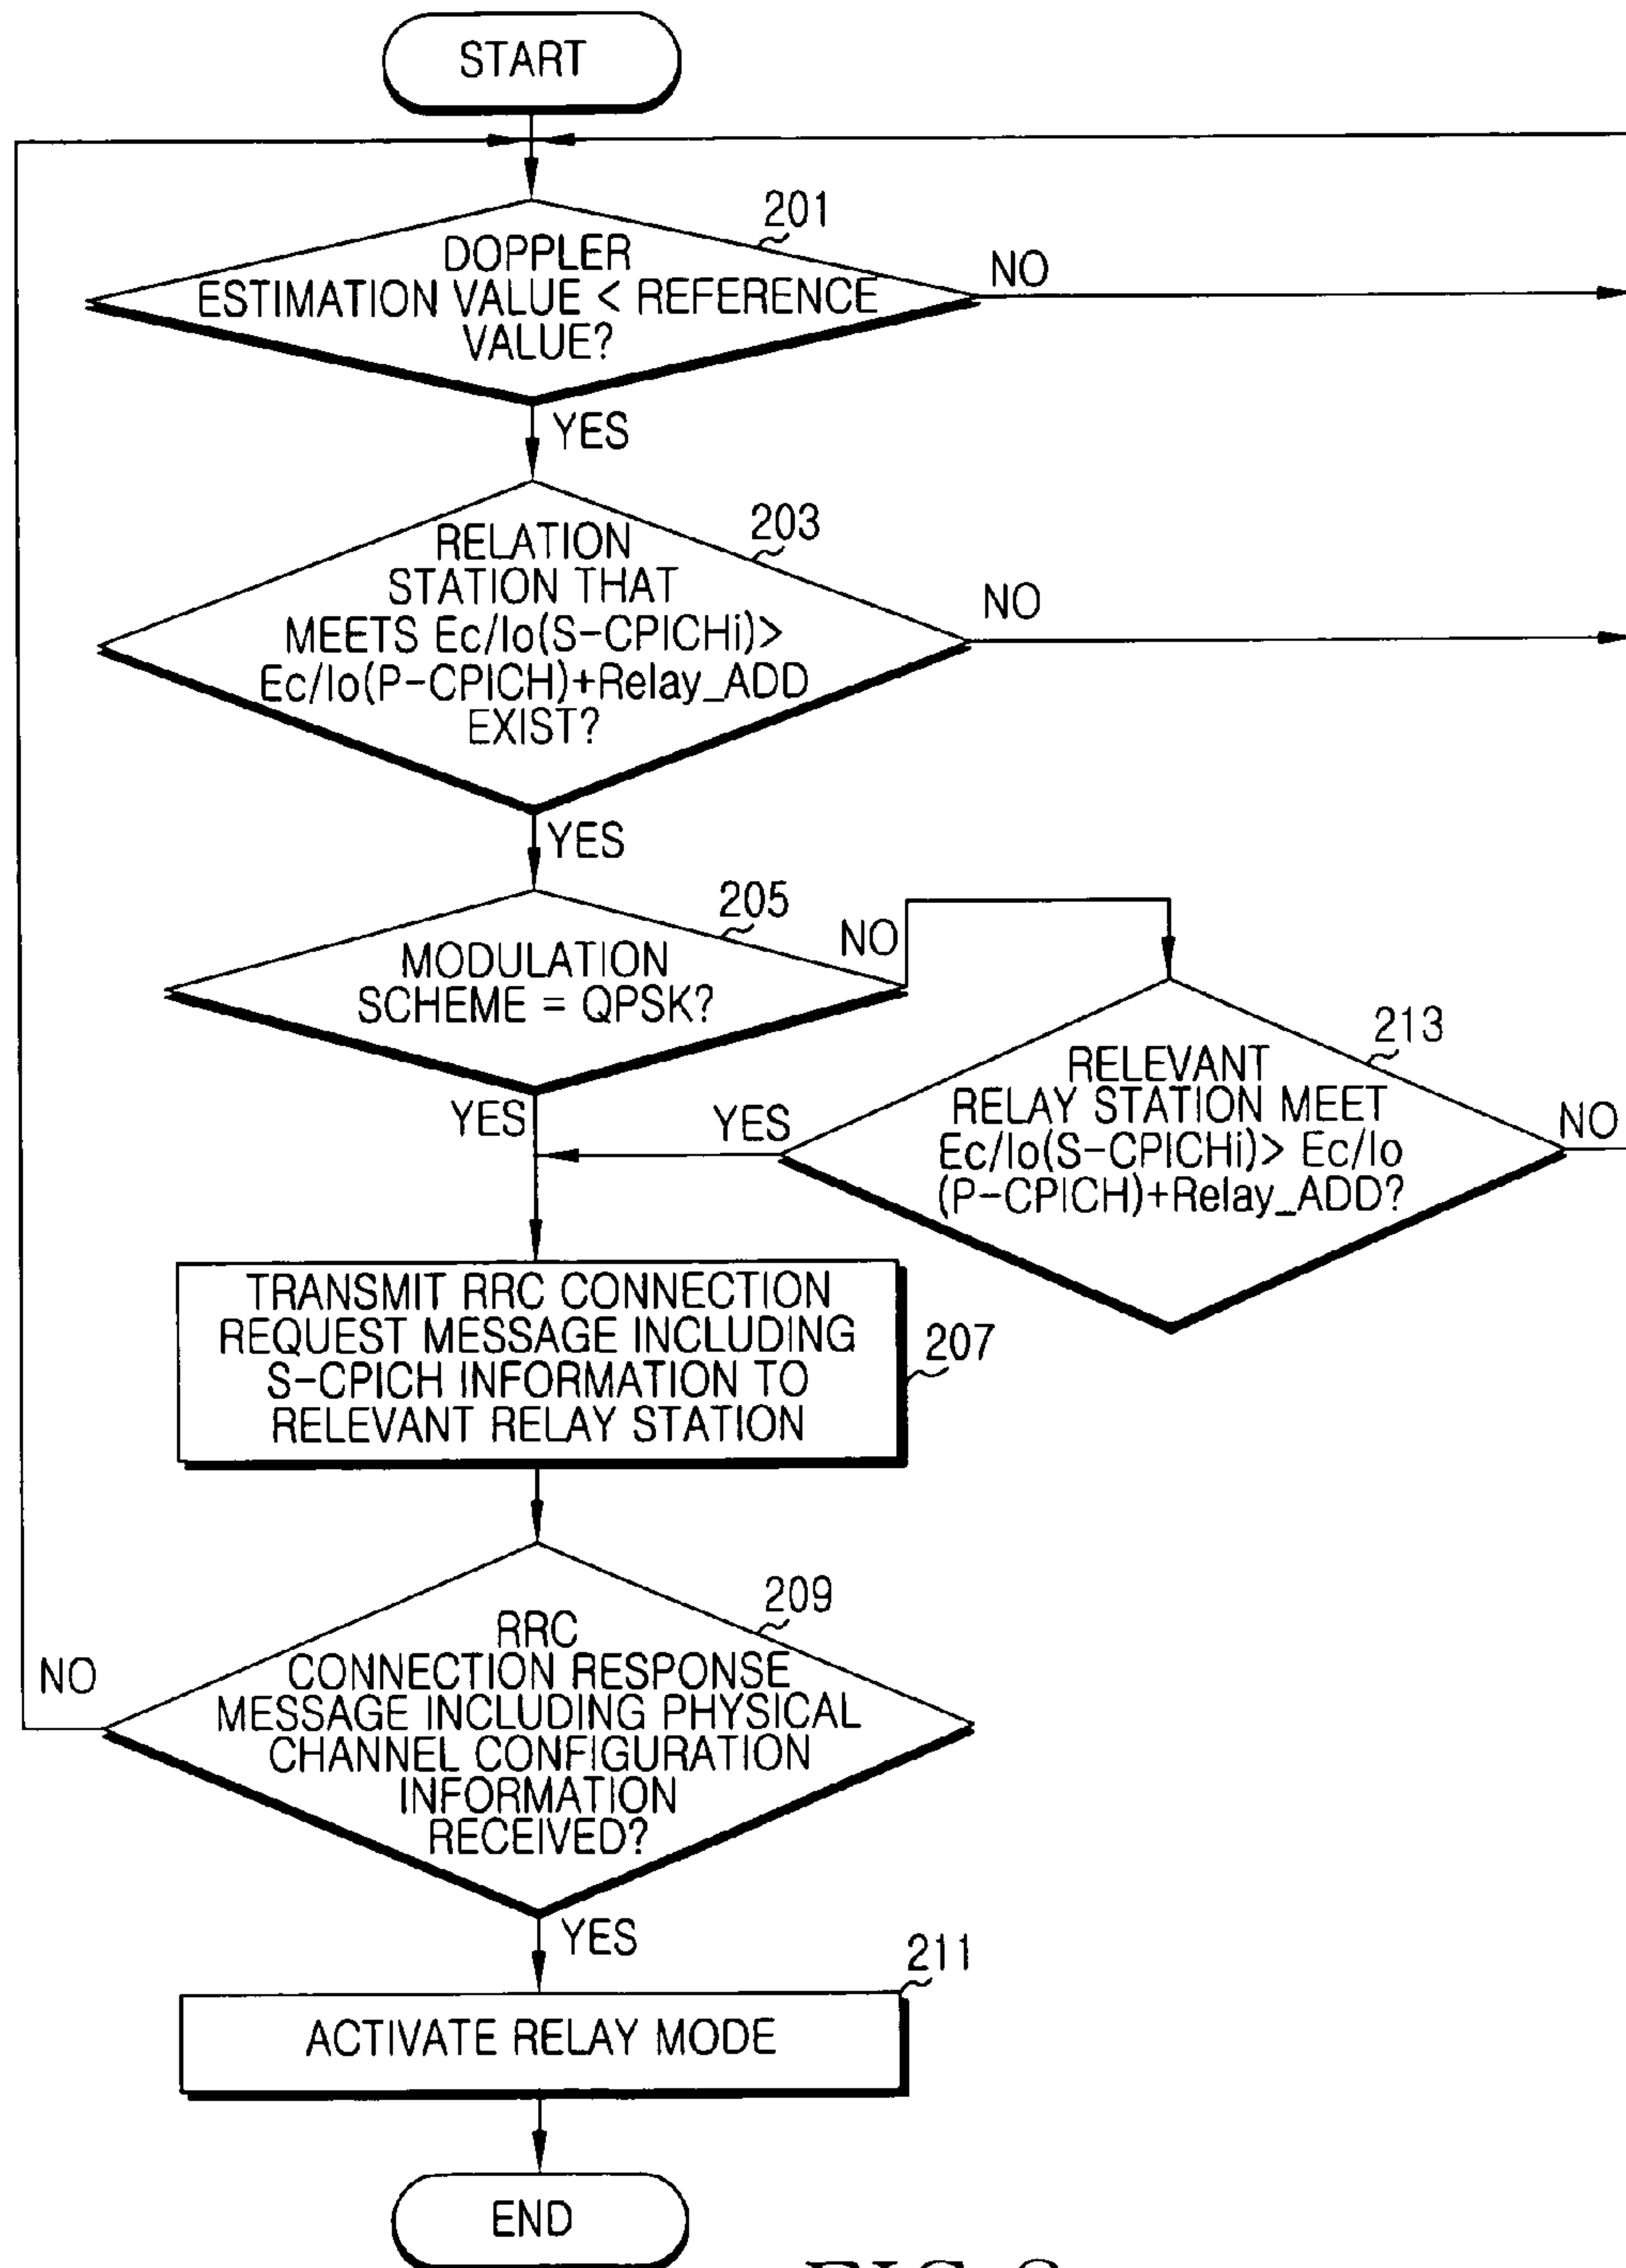 START
201
DOPPLER
ESTIMATION VALUE < REFERENCE
VALUE?
NO
YES
203
RELATION
STATION THAT
MEETS Ec/Io(S-CPICHi)>
Ec/Io(P-CPICH)+Relay_ADD
EXIST?
NO
YES
205
MODULATION
SCHEME = QPSK?
NO
YES
213
RELEVANT
RELAY STATION MEET
Ec/Io(S-CPICHi)> Ec/Io
(P-CPICH)+Relay_ADD?
YES
NO
TRANSMIT RRC CONNECTION
REQUEST MESSAGE INCLUDING
S-CPICH INFORMATION TO
RELEVANT RELAY STATION
207
209
RRC
CONNECTION RESPONSE
MESSAGE INCLUDING PHYSICAL
CHANNEL CONFIGURATION
INFORMATION
RECEIVED?
NO
YES
211
ACTIVATE RELAY MODE
END